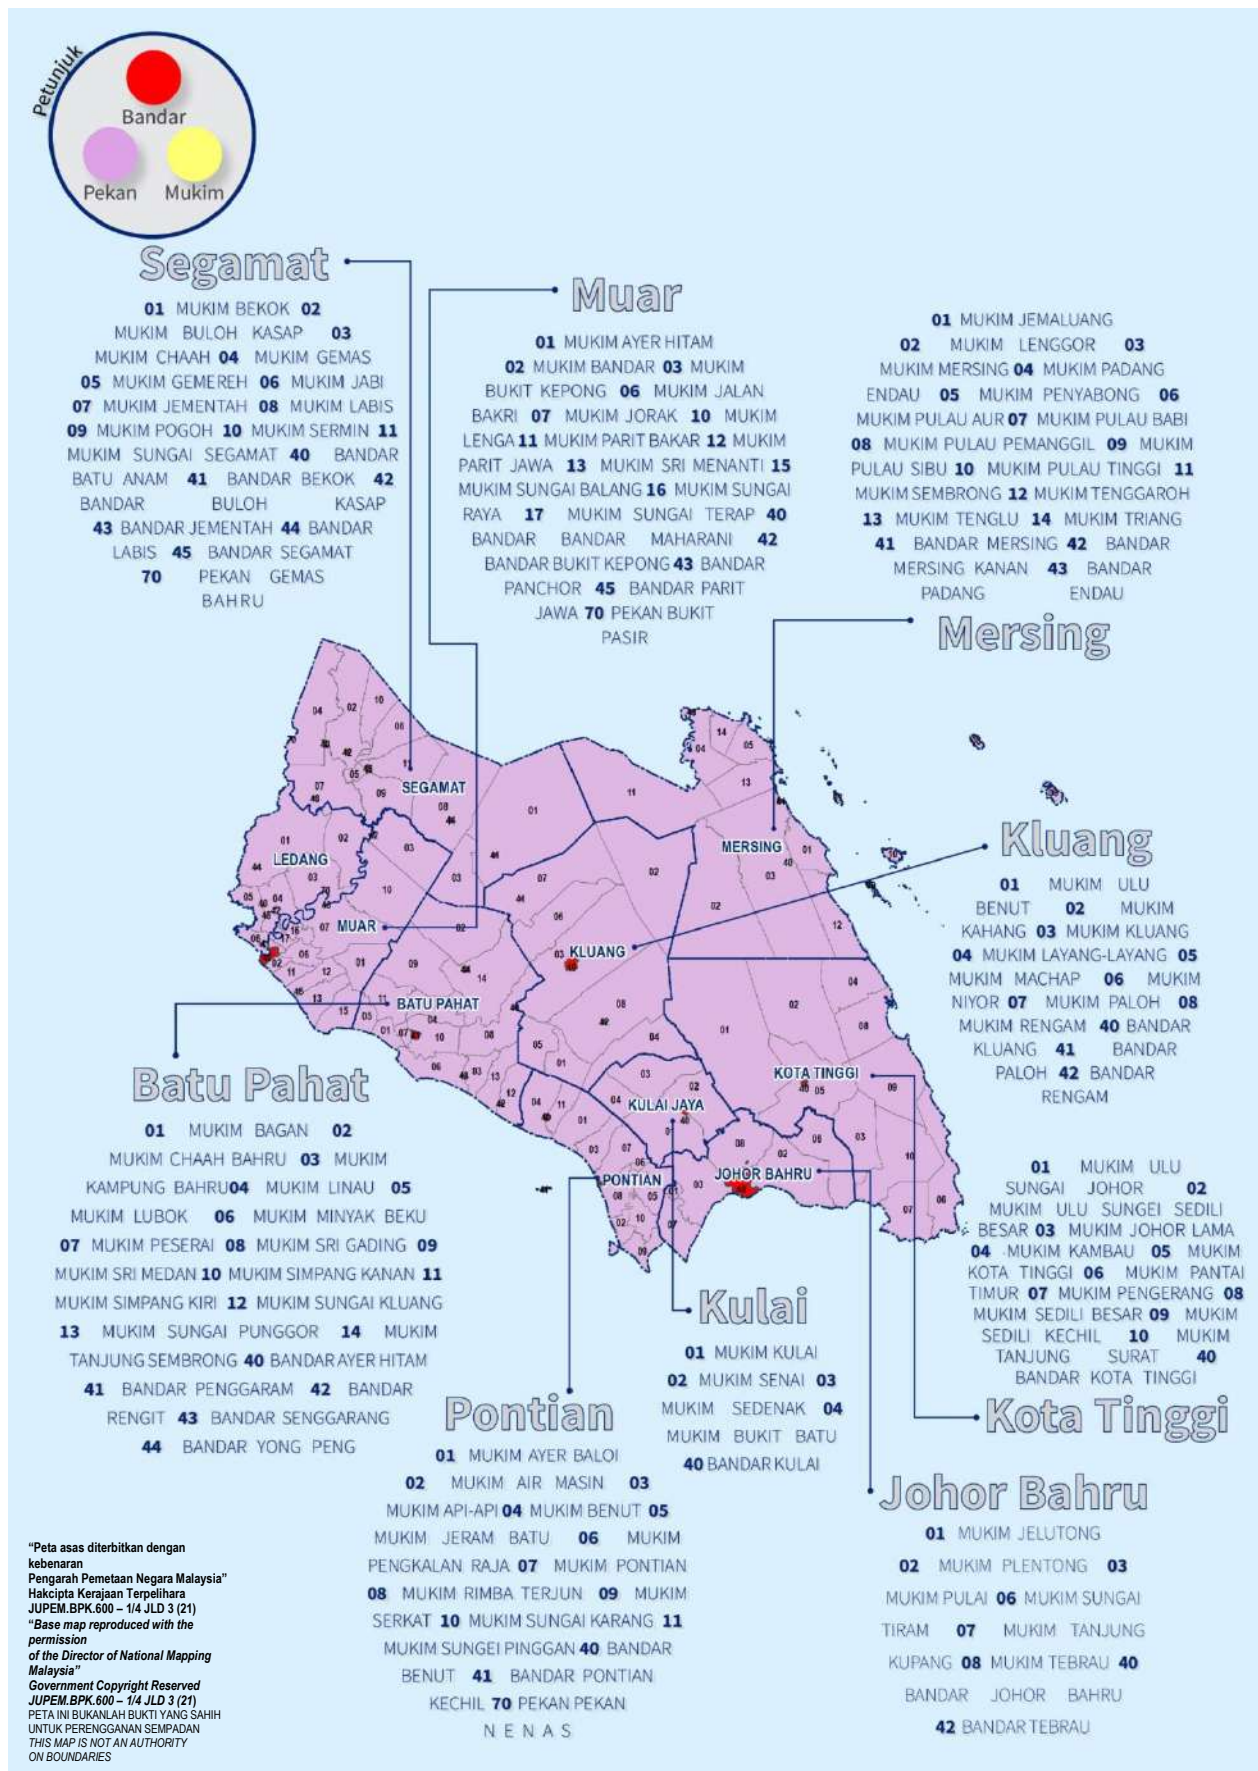 Petunjuk
Bandar
Pekan Mukim
Segamat
01 MUKIM BEKOK 02
MUKIM BULOH KASAP 03
MUKIM CHAAH 04 MUKIM GEMAS
05 MUKIM GEMEREH 06 MUKIM JABI
07 MUKIM JEMENTAH 08 MUKIM LABIS
09 MUKIM POGOH 10 MUKIM SERMIN 11
MUKIM SUNGAI SEGAMAT 40 BANDAR
BATU ANAM 41 BANDAR BEKOK 42
BANDAR BULOH KASAP
43 BANDAR JEMENTAH 44 BANDAR
LABIS 45 BANDAR SEGAMAT
70 PEKAN GEMAS
BAHRU
Muar
01 MUKIM AYER HITAM
02 MUKIM BANDAR 03 MUKIM
BUKIT KEPONG 06 MUKIM JALAN
BAKRI 07 MUKIM JORAK 10 MUKIM
LENGA 11 MUKIM PARIT BAKAR 12 MUKIM
PARIT JAWA 13 MUKIM SRI MENANTI 15
MUKIM SUNGAI BALANG 16 MUKIM SUNGAI
RAYA 17 MUKIM SUNGAI TERAP 40
BANDAR BANDAR MAHARANI 42
BANDAR BUKIT KEPONG 43 BANDAR
PANCHOR 45 BANDAR PARIT
JAWA 70 PEKAN BUKIT
PASIR
01 MUKIM JEMALUANG
02 MUKIM LENGGOR 03
MUKIM MERSING 04 MUKIM PADANG
ENDAU 05 MUKIM PENYABONG 06
MUKIM PULAU AUR 07 MUKIM PULAU BABI
08 MUKIM PULAU PEMANGGIL 09 MUKIM
PULAU SIBU 10 MUKIM PULAU TINGGI 11
MUKIM SEMBRONG 12 MUKIM TENGGAROH
13 MUKIM TENGLU 14 MUKIM TRIANG
41 BANDAR MERSING 42 BANDAR
MERSING KANAN 43 BANDAR
PADANG ENDAU
Mersing
SEGAMAT
LEDANG
MUAR
BATU PAHAT
KLUANG
MERSING
KOTA TINGGI
KULAI JAYA
JOHOR BAHRU
PONTIAN
Kluang
01 MUKIM ULU
BENUT 02 MUKIM
KAHANG 03 MUKIM KLUANG
04 MUKIM LAYANG-LAYANG 05
MUKIM MACHAP 06 MUKIM
NIYOR 07 MUKIM PALOH 08
MUKIM RENGAM 40 BANDAR
KLUANG 41 BANDAR
PALOH 42 BANDAR
RENGAM
Batu Pahat
01 MUKIM BAGAN 02
MUKIM CHAAH BAHRU 03 MUKIM
KAMPUNG BAHRU04 MUKIM LINAU 05
MUKIM LUBOK 06 MUKIM MINYAK BEKU
07 MUKIM PESERAI 08 MUKIM SRI GADING 09
MUKIM SRI MEDAN 10 MUKIM SIMPANG KANAN 11
MUKIM SIMPANG KIRI 12 MUKIM SUNGAI KLUANG
13 MUKIM SUNGAI PUNGGOR 14 MUKIM
TANJUNG SEMBRONG 40 BANDAR AYER HITAM
41 BANDAR PENGGARAM 42 BANDAR
RENGIT 43 BANDAR SENGGARANG
44 BANDAR YONG PENG
01 MUKIM ULU
SUNGAI JOHOR 02
MUKIM ULU SUNGEI SEDILI
BESAR 03 MUKIM JOHOR LAMA
04 MUKIM KAMBAU 05 MUKIM
KOTA TINGGI 06 MUKIM PANTAI
TIMUR 07 MUKIM PENGERANG 08
MUKIM SEDILI BESAR 09 MUKIM
SEDILI KECHIL 10 MUKIM
TANJUNG SURAT 40
BANDAR KOTA TINGGI
Kota Tinggi
Kulai
01 MUKIM KULAI
02 MUKIM SENAI 03
MUKIM SEDENAK 04
MUKIM BUKIT BATU
40 BANDAR KULAI
Pontian
01 MUKIM AYER BALOI
02 MUKIM AIR MASIN 03
MUKIM API-API 04 MUKIM BENUT 05
MUKIM JERAM BATU 06 MUKIM
PENGKALAN RAJA 07 MUKIM PONTIAN
08 MUKIM RIMBA TERJUN 09 MUKIM
SERKAT 10 MUKIM SUNGAI KARANG 11
MUKIM SUNGEI PINGGAN 40 BANDAR
BENUT 41 BANDAR PONTIAN
KECHIL 70 PEKAN PEKAN
NENAS
Johor Bahru
01 MUKIM JELUTONG
02 MUKIM PLENTONG 03
MUKIM PULAI 06 MUKIM SUNGAI
TIRAM 07 MUKIM TANJUNG
KUPANG 08 MUKIM TEBRAU 40
BANDAR JOHOR BAHRU
42 BANDAR TEBRAU
“Peta asas diterbitkan dengan
kebenaran
Pengarah Pemetaan Negara Malaysia”
Hakcipta Kerajaan Terpelihara
JUPEM.BPK.600 – 1/4 JLD 3 (21)
“Base map reproduced with the
permission
of the Director of National Mapping
Malaysia”
Government Copyright Reserved
JUPEM.BPK.600 – 1/4 JLD 3 (21)
PETA INI BUKANLAH BUKTI YANG SAHIH
UNTUK PERENGGANAN SEMPADAN
THIS MAP IS NOT AN AUTHORITY
ON BOUNDARIES